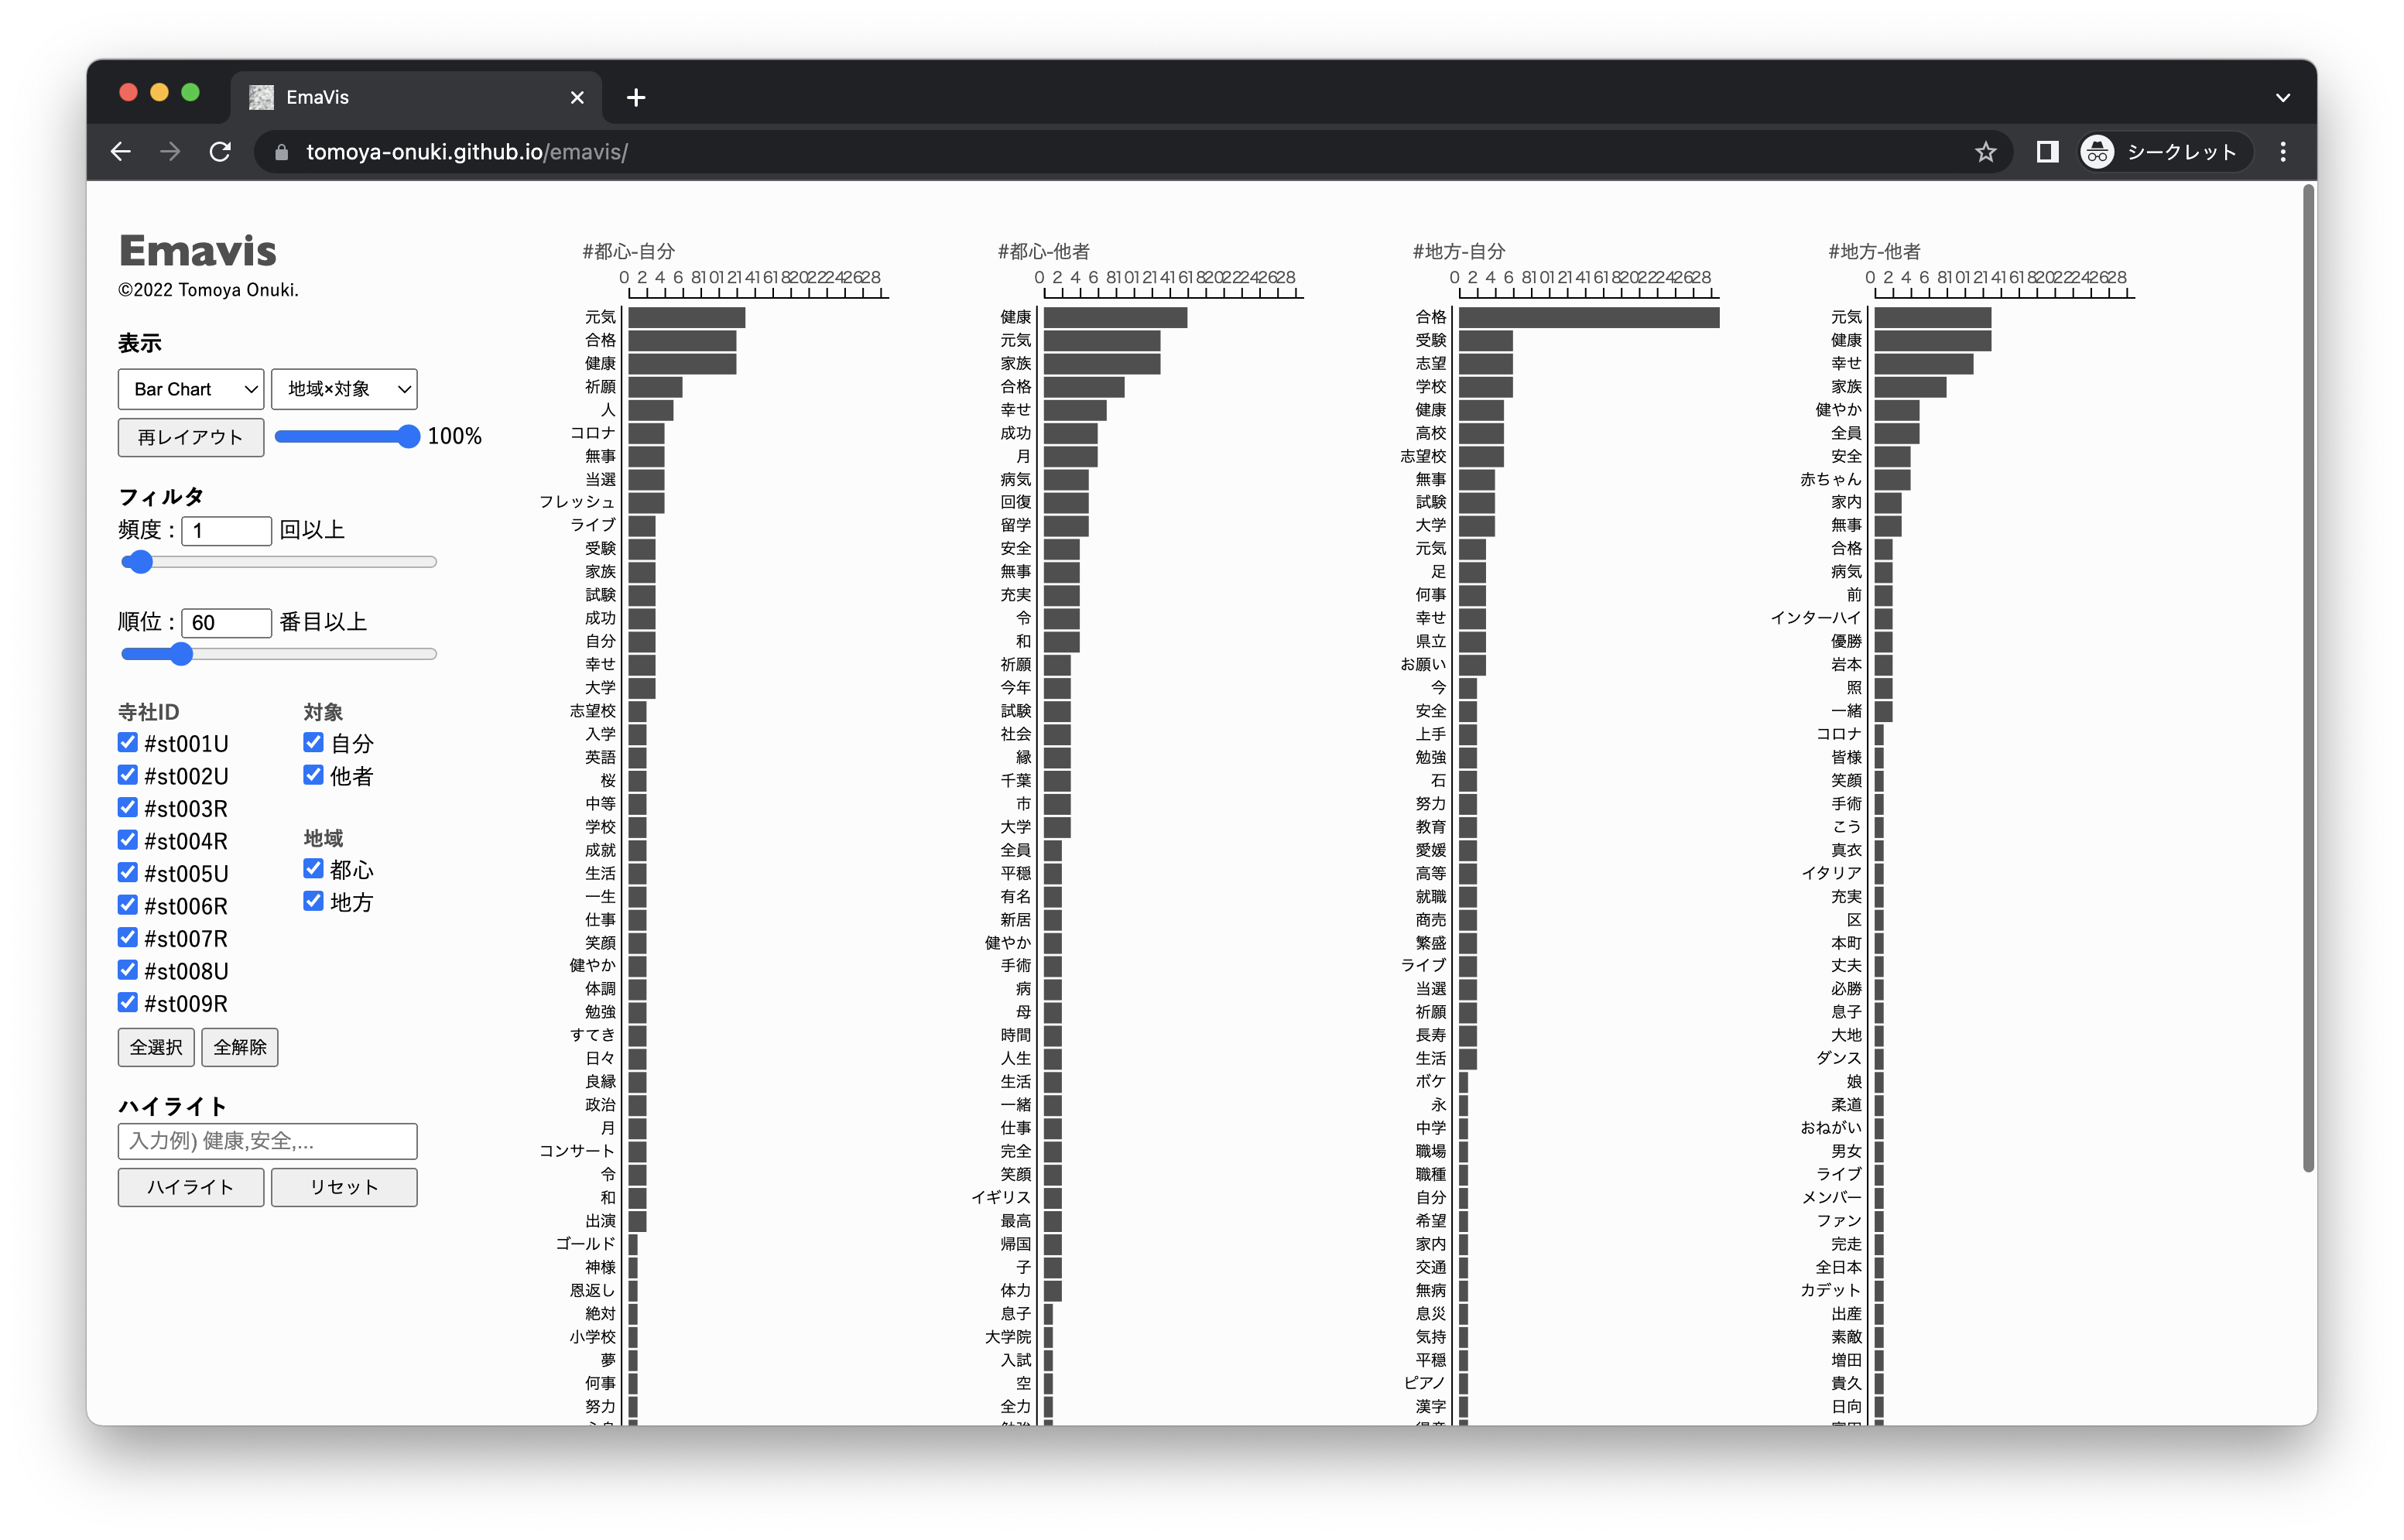 EmaVis
tomoya-onuki.github.io/emavis/
シークレット
Emavis
©2022 Tomoya Onuki.
表示
Bar Chart
地域×対象
再レイアウト
100%
フィルタ
頻度 : 1 回以上
順位 : 60 番目以上
寺社ID
#st001U
#st002U
#st003R
#st004R
#st005U
#st006R
#st007R
#st008U
#st009R
対象
自分
他者
地域
都心
地方
全選択
全解除
ハイライト
入力例) 健康,安全,...
ハイライト
リセット
#都心-自分
0 2 4 6 8 10 12 14 16 18 20 22 24 26 28
元気
合格
健康
祈願
人
コロナ
無事
当選
フレッシュ
ライブ
受験
家族
試験
成功
自分
幸せ
大学
志望校
入学
英語
桜
中等
学校
成就
生活
一生
仕事
笑顔
健やか
体調
勉強
すてき
日々
良縁
政治
月
コンサート
令
和
出演
ゴールド
神様
恩返し
絶対
小学校
夢
何事
努力
#都心-他者
0 2 4 6 8 10 12 14 16 18 20 22 24 26 28
健康
元気
家族
合格
幸せ
成功
月
病気
回復
留学
安全
無事
充実
令
和
祈願
今年
試験
社会
縁
千葉
市
大学
全員
平穏
有名
新居
健やか
手術
病
母
時間
人生
生活
一緒
仕事
完全
笑顔
イギリス
最高
帰国
子
体力
息子
大学院
入試
空
全力
#地方-自分
0 2 4 6 8 10 12 14 16 18 20 22 24 26 28
合格
受験
志望
学校
健康
高校
志望校
無事
試験
大学
元気
足
何事
幸せ
県立
お願い
今
安全
上手
勉強
石
努力
教育
愛媛
高等
就職
商売
繁盛
ライブ
当選
祈願
長寿
生活
ボケ
永
中学
職場
職種
自分
希望
家内
交通
無病
息災
気持
平穏
ピアノ
漢字
#地方-他者
0 2 4 6 8 10 12 14 16 18 20 22 24 26 28
元気
健康
幸せ
家族
健やか
全員
安全
赤ちゃん
家内
無事
合格
病気
前
インターハイ
優勝
岩本
照
一緒
コロナ
皆様
笑顔
手術
こう
真衣
イタリア
充実
区
本町
丈夫
必勝
息子
大地
ダンス
娘
柔道
おねがい
男女
ライブ
メンバー
ファン
完走
全日本
カデット
出産
素敵
増田
貴久
日向